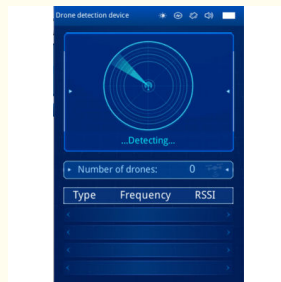 Drone detection device
...Detecting...
Number of drones: 0
Type Frequency RSSI